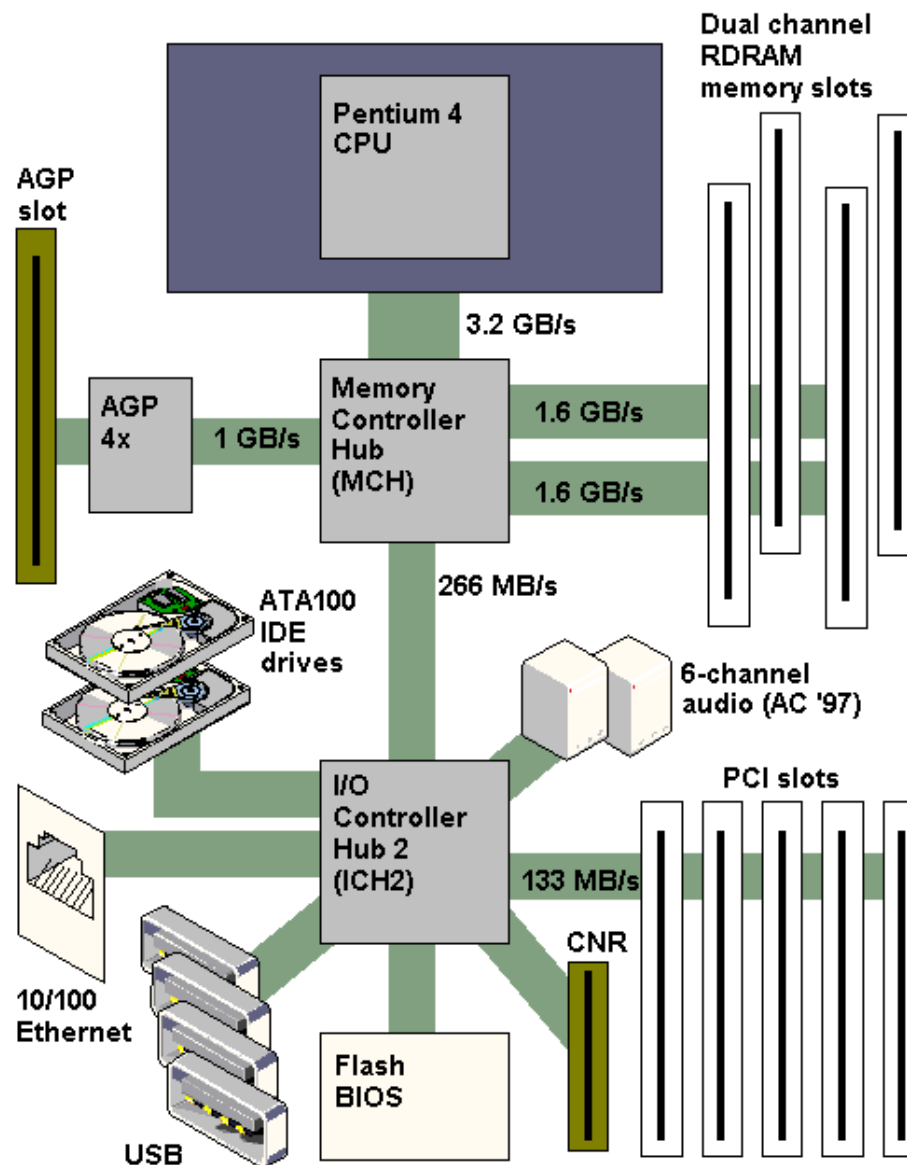 Dual channel
RDRAM
memory slots
Pentium 4
CPU
AGP
slot
3.2 GB/s
AGP
4x
1 GB/s
Memory
Controller
Hub
(MCH)
1.6 GB/s
1.6 GB/s
266 MB/s
ATA100
IDE
drives
6-channel
audio (AC '97)
I/O
Controller
Hub 2
(ICH2)
PCI slots
133 MB/s
CNR
10/100
Ethernet
Flash
BIOS
USB